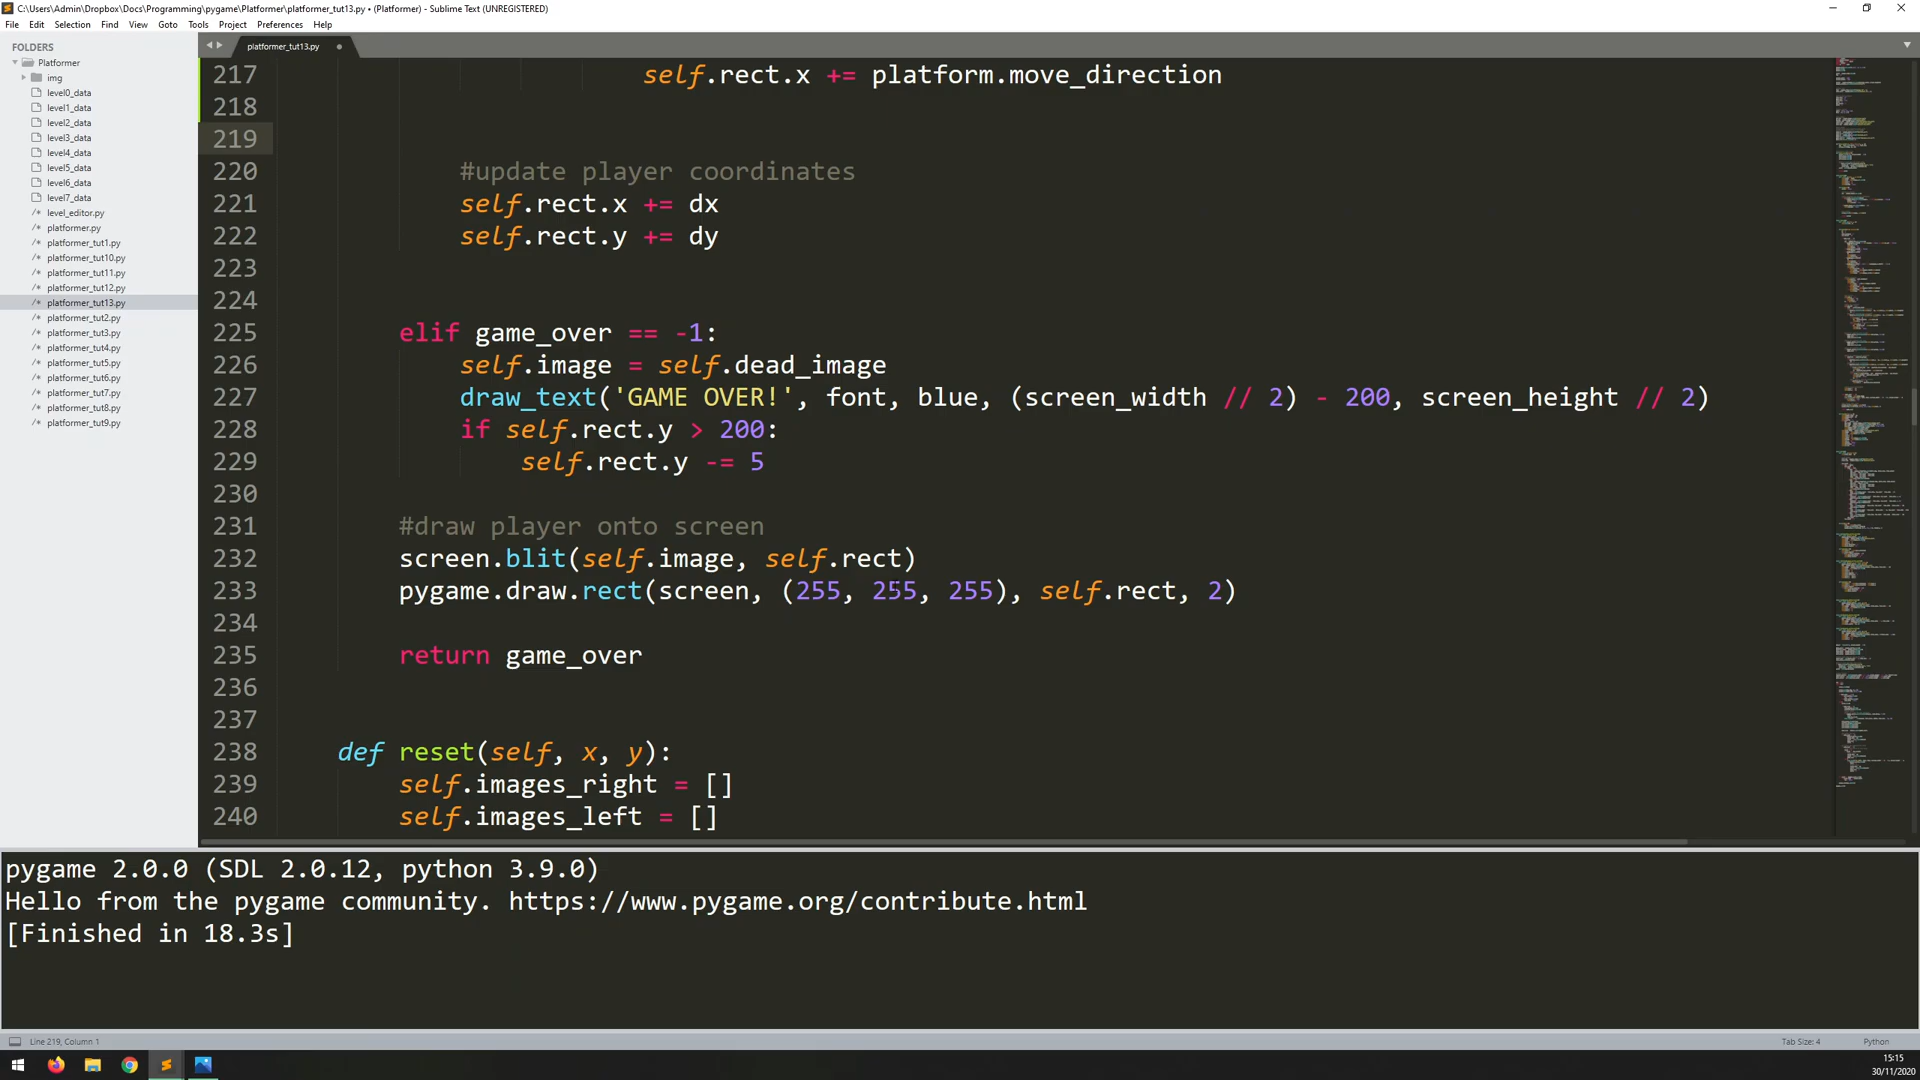 C:\Users\Admin\Dropbox\Docs\Programming\pygame\Platformer\platformer_tut13.py • (Platformer) - Sublime Text (UNREGISTERED)
File Edit Selection Find View Goto Tools Project Preferences Help
FOLDERS
Platformer
img
level0_data
level1_data
level2_data
level3_data
level4_data
level5_data
level6_data
level7_data
/* level_editor.py
/* platformer.py
/* platformer_tut1.py
/* platformer_tut10.py
/* platformer_tut11.py
/* platformer_tut12.py
/* platformer_tut13.py
/* platformer_tut2.py
/* platformer_tut3.py
/* platformer_tut4.py
/* platformer_tut5.py
/* platformer_tut6.py
/* platformer_tut7.py
/* platformer_tut8.py
/* platformer_tut9.py
platformer_tut13.py
217 self.rect.x += platform.move_direction
218
219
220 #update player coordinates
221 self.rect.x += dx
222 self.rect.y += dy
223
224
225 elif game_over == -1:
226 self.image = self.dead_image
227 draw_text('GAME OVER!', font, blue, (screen_width // 2) - 200, screen_height // 2)
228 if self.rect.y > 200:
229 self.rect.y -= 5
230
231 #draw player onto screen
232 screen.blit(self.image, self.rect)
233 pygame.draw.rect(screen, (255, 255, 255), self.rect, 2)
234
235 return game_over
236
237
238 def reset(self, x, y):
239 self.images_right = []
240 self.images_left = []
pygame 2.0.0 (SDL 2.0.12, python 3.9.0)
Hello from the pygame community. https://www.pygame.org/contribute.html
[Finished in 18.3s]
Line 219, Column 1
Tab Size: 4
Python
15:15
30/11/2020